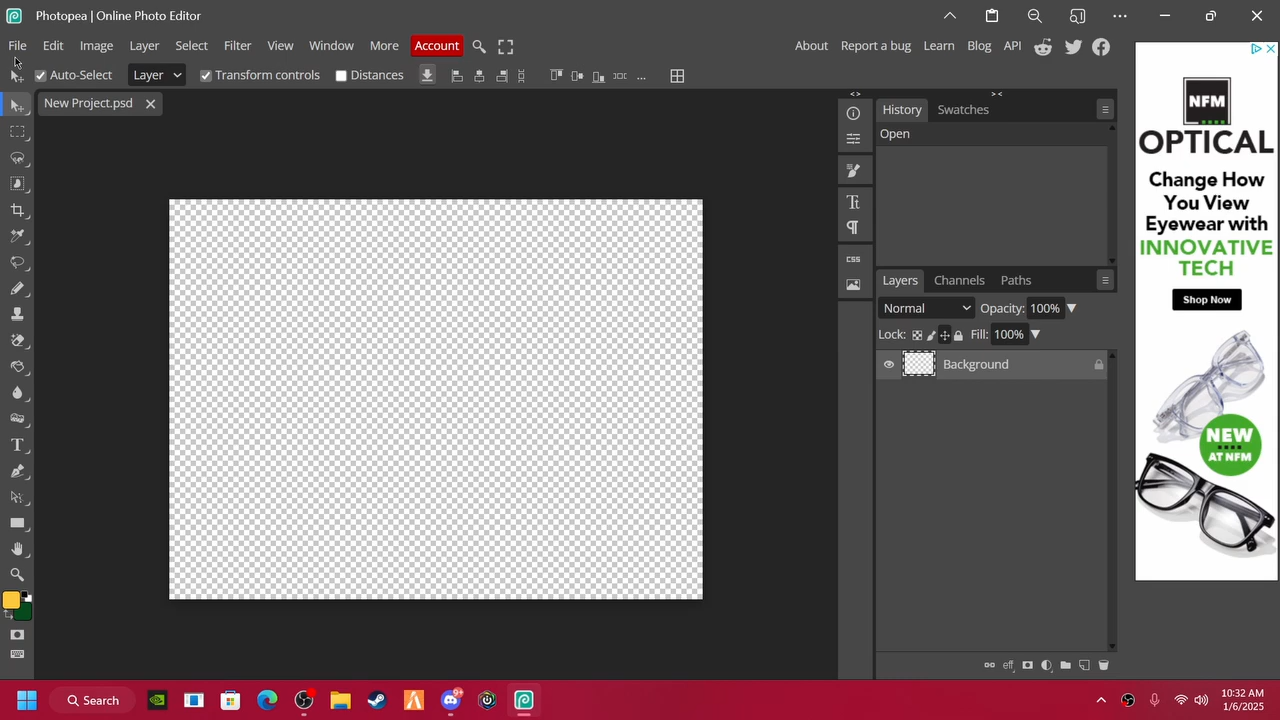 Photopea | Online Photo Editor
File Edit Image Layer Select Filter View Window More Account
About Report a bug Learn Blog API
Auto-Select Layer Transform controls Distances ...
New Project.psd
History Swatches
Open
CSS
Layers Channels Paths
Normal Opacity: 100%
Lock: Fill: 100%
Background
eff
NFM
OPTICAL
Change How
You View
Eyewear with
INNOVATIVE
TECH
Shop Now
NEW
AT NFM
Search
9+
10:32 AM
1/6/2025